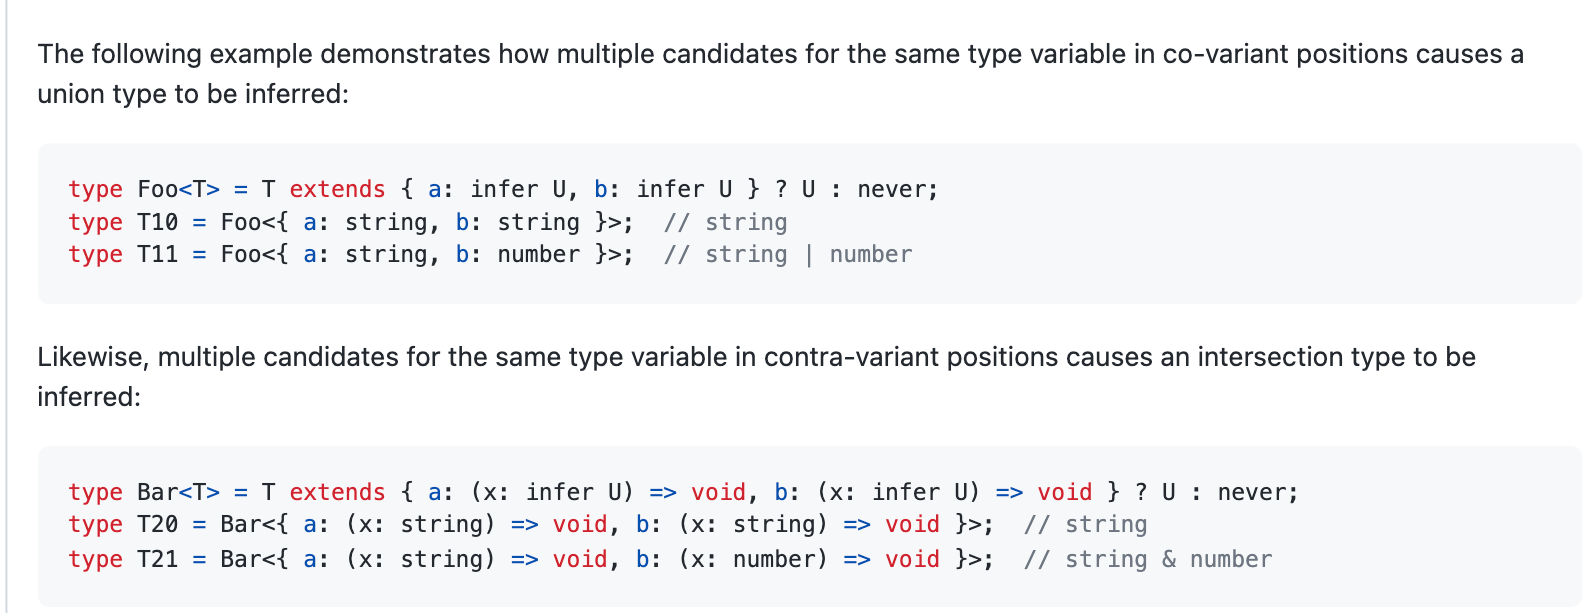 The following example demonstrates how multiple candidates for the same type variable in co-variant positions causes a
union type to be inferred:
type Foo<T> = T extends { a: infer U, b: infer U } ? U : never;
type T10 = Foo<{ a: string, b: string }>;  // string
type T11 = Foo<{ a: string, b: number }>;  // string | number
Likewise, multiple candidates for the same type variable in contra-variant positions causes an intersection type to be
inferred:
type Bar<T> = T extends { a: (x: infer U) => void, b: (x: infer U) => void } ? U : never;
type T20 = Bar<{ a: (x: string) => void, b: (x: string) => void }>;  // string
type T21 = Bar<{ a: (x: string) => void, b: (x: number) => void }>;  // string & number